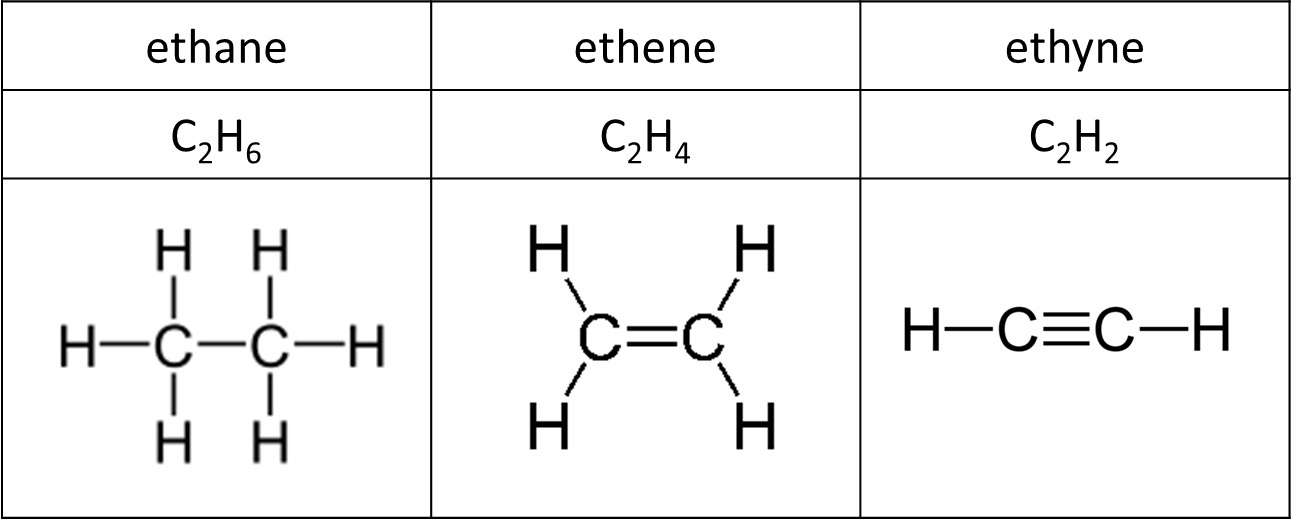 ethane ethene ethyne
C₂H₆ C₂H₄ C₂H₂
H H H H
H C C H C C H C C H
H H H H